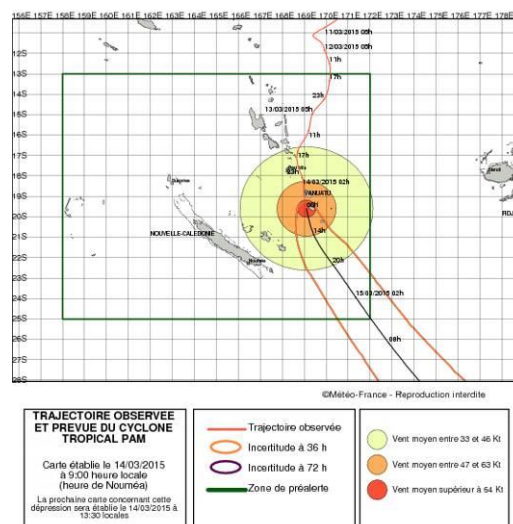 156E 157E 158E 159E 160E 161E 162E 163E 164E 165E 166E 167E 168E 169E 170E 171E 172E 173E 174E 175E 176E 177E 178E
11/03/2015 05h
12S
12/03/2015 05h
11h
13S
17h
14S
23h
13/03/2015 05h
15S
16S
11h
17S
17h
18S
23h
14/03/2015 02h
19S
VANUATU
20S
08h
21S
NOUVELLE-CALEDONIE
14h
22S
Nouméa
20h
23S
24S
15/03/2015 02h
25S
26S
08h
27S
28S
©Météo-France - Reproduction interdite
TRAJECTOIRE OBSERVEE
ET PREVUE DU CYCLONE
TROPICAL PAM
Carte établie le 14/03/2015
à 9:00 heure locale
(heure de Nouméa)
La prochaine carte concernant cette
dépression sera établie le 14/03/2015 à
13:30 locales
Trajectoire observée
Incertitude à 36 h
Incertitude à 72 h
Zone de préalerte
Vent moyen entre 33 et 46 Kt
Vent moyen entre 47 et 63 Kt
Vent moyen supérieur à 54 Kt